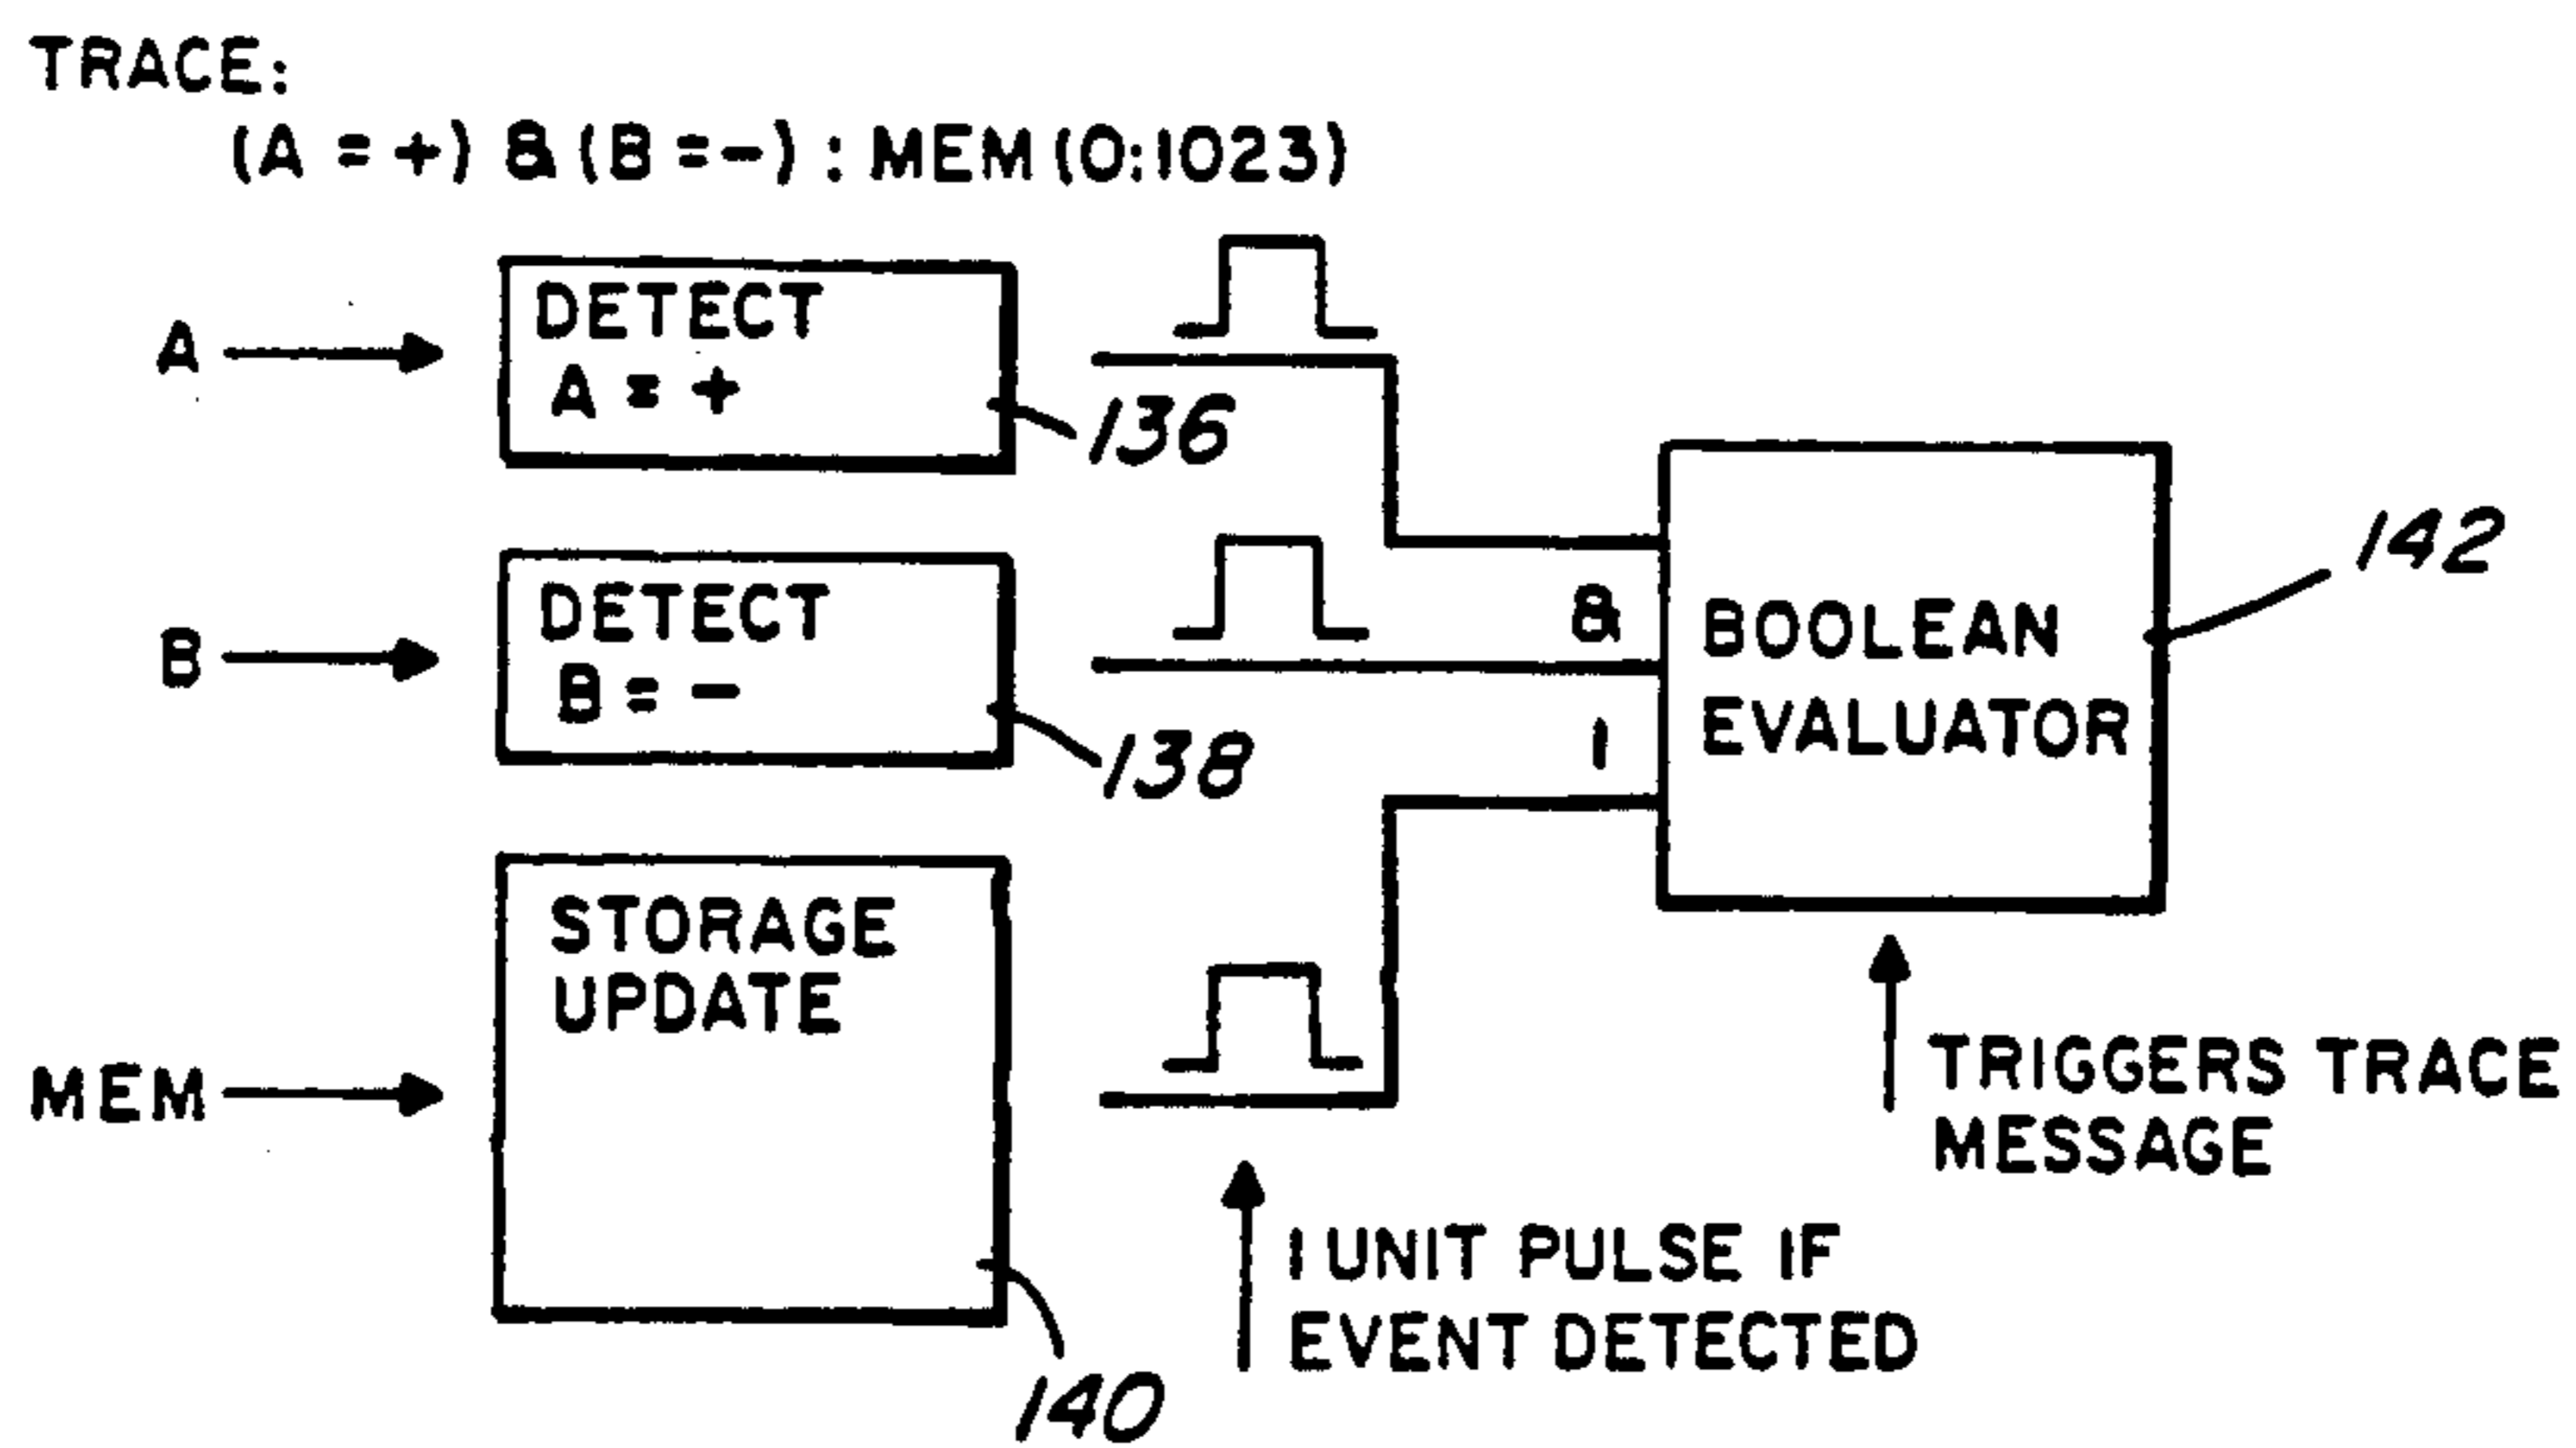 TRACE:
(A = +) & (B = -) : MEM (0:1023)
A
DETECT
A = +
136
B
DETECT
B = -
138
&
|
BOOLEAN
EVALUATOR
142
MEM
STORAGE
UPDATE
140
1 UNIT PULSE IF
EVENT DETECTED
TRIGGERS TRACE
MESSAGE